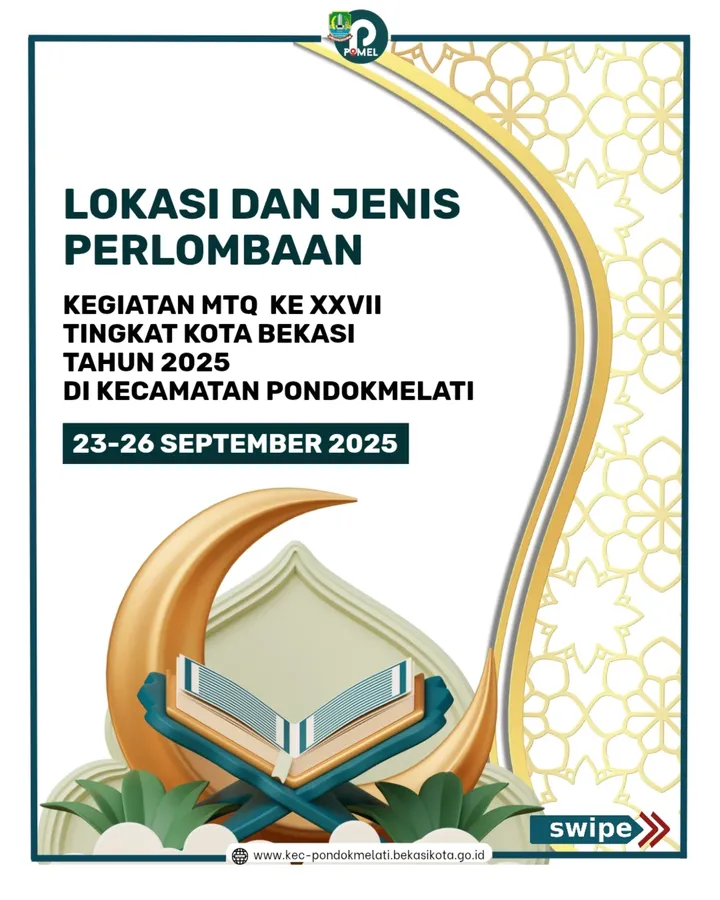 POMEL
LOKASI DAN JENIS
PERLOMBAAN
KEGIATAN MTQ KE XXVII
TINGKAT KOTA BEKASI
TAHUN 2025
DI KECAMATAN PONDOKMELATI
23-26 SEPTEMBER 2025
swipe
www.kec-pondokmelati.bekasikota.go.id